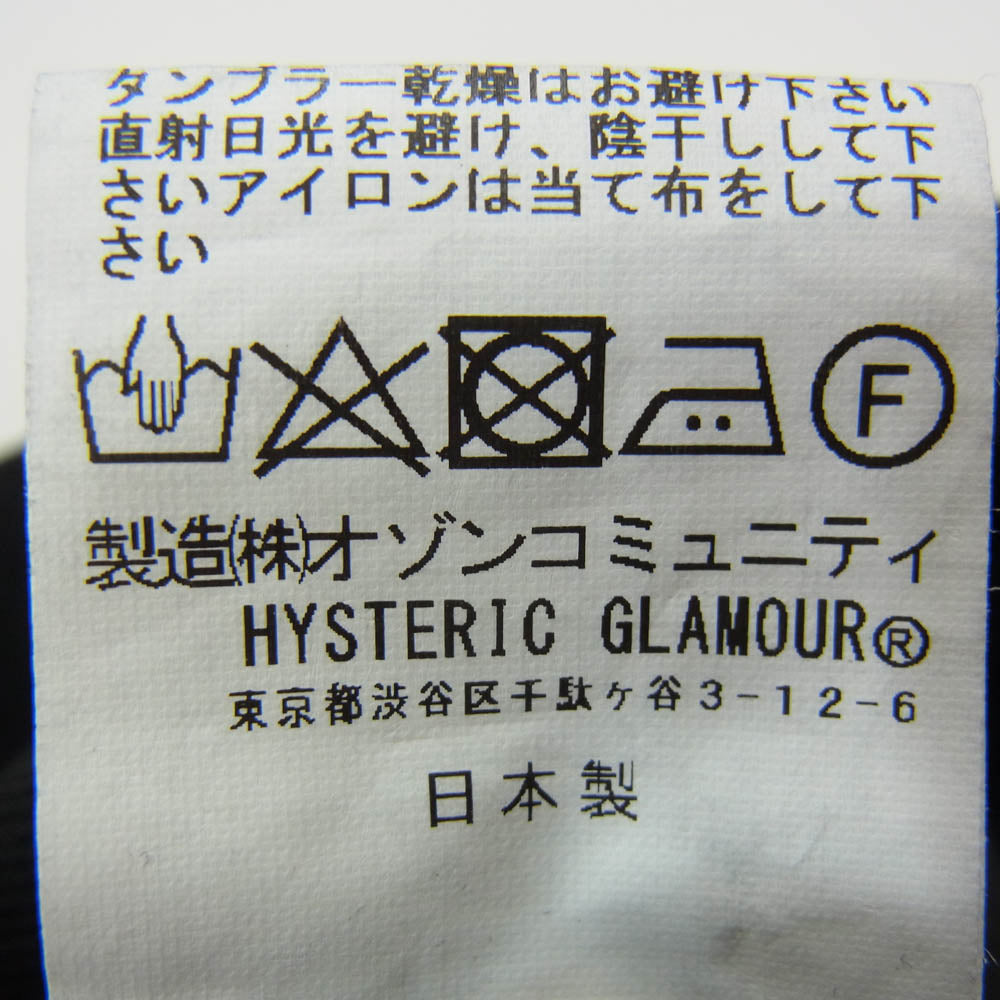 タンブラー乾燥はお避け下さい
直射日光を避け、陰干しして下
さいアイロンは当て布をして下
さい
F
製造(株)オゾンコミュニティ
HYSTERIC GLAMOUR®
東京都渋谷区千駄ヶ谷3-12-6
日本製